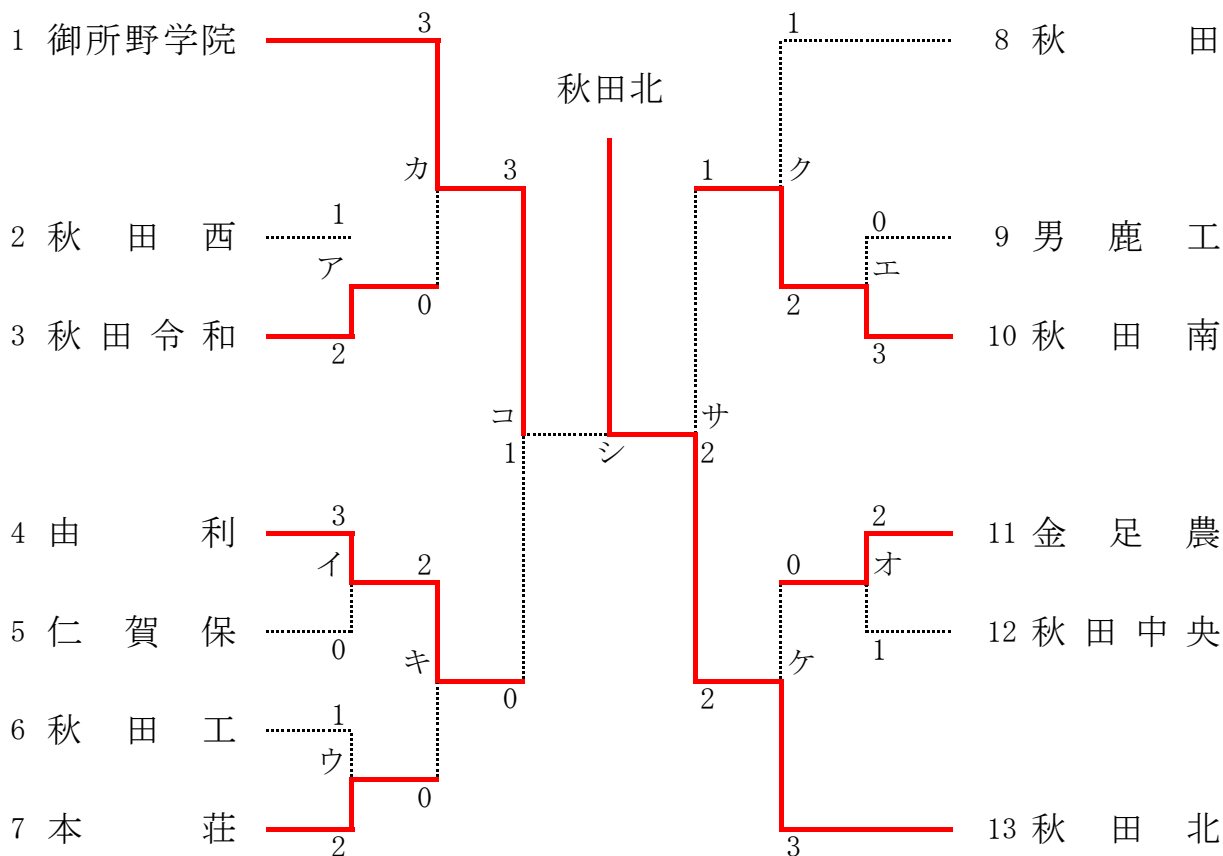 3
1
1 御所野学院
8 秋田
秋田北
カ
3
1
ク
1
0
2 秋田西
9 男鹿工
ア
エ
0
2
3 秋田令和
10 秋田南
2
3
コ
サ
1
シ
2
3
2
4 由利
11 金足農
イ
2
0
オ
5 仁賀保
12 秋田中央
0
キ
ケ
1
0
2
1
6 秋田工
ウ
0
7 本荘
13 秋田北
2
3